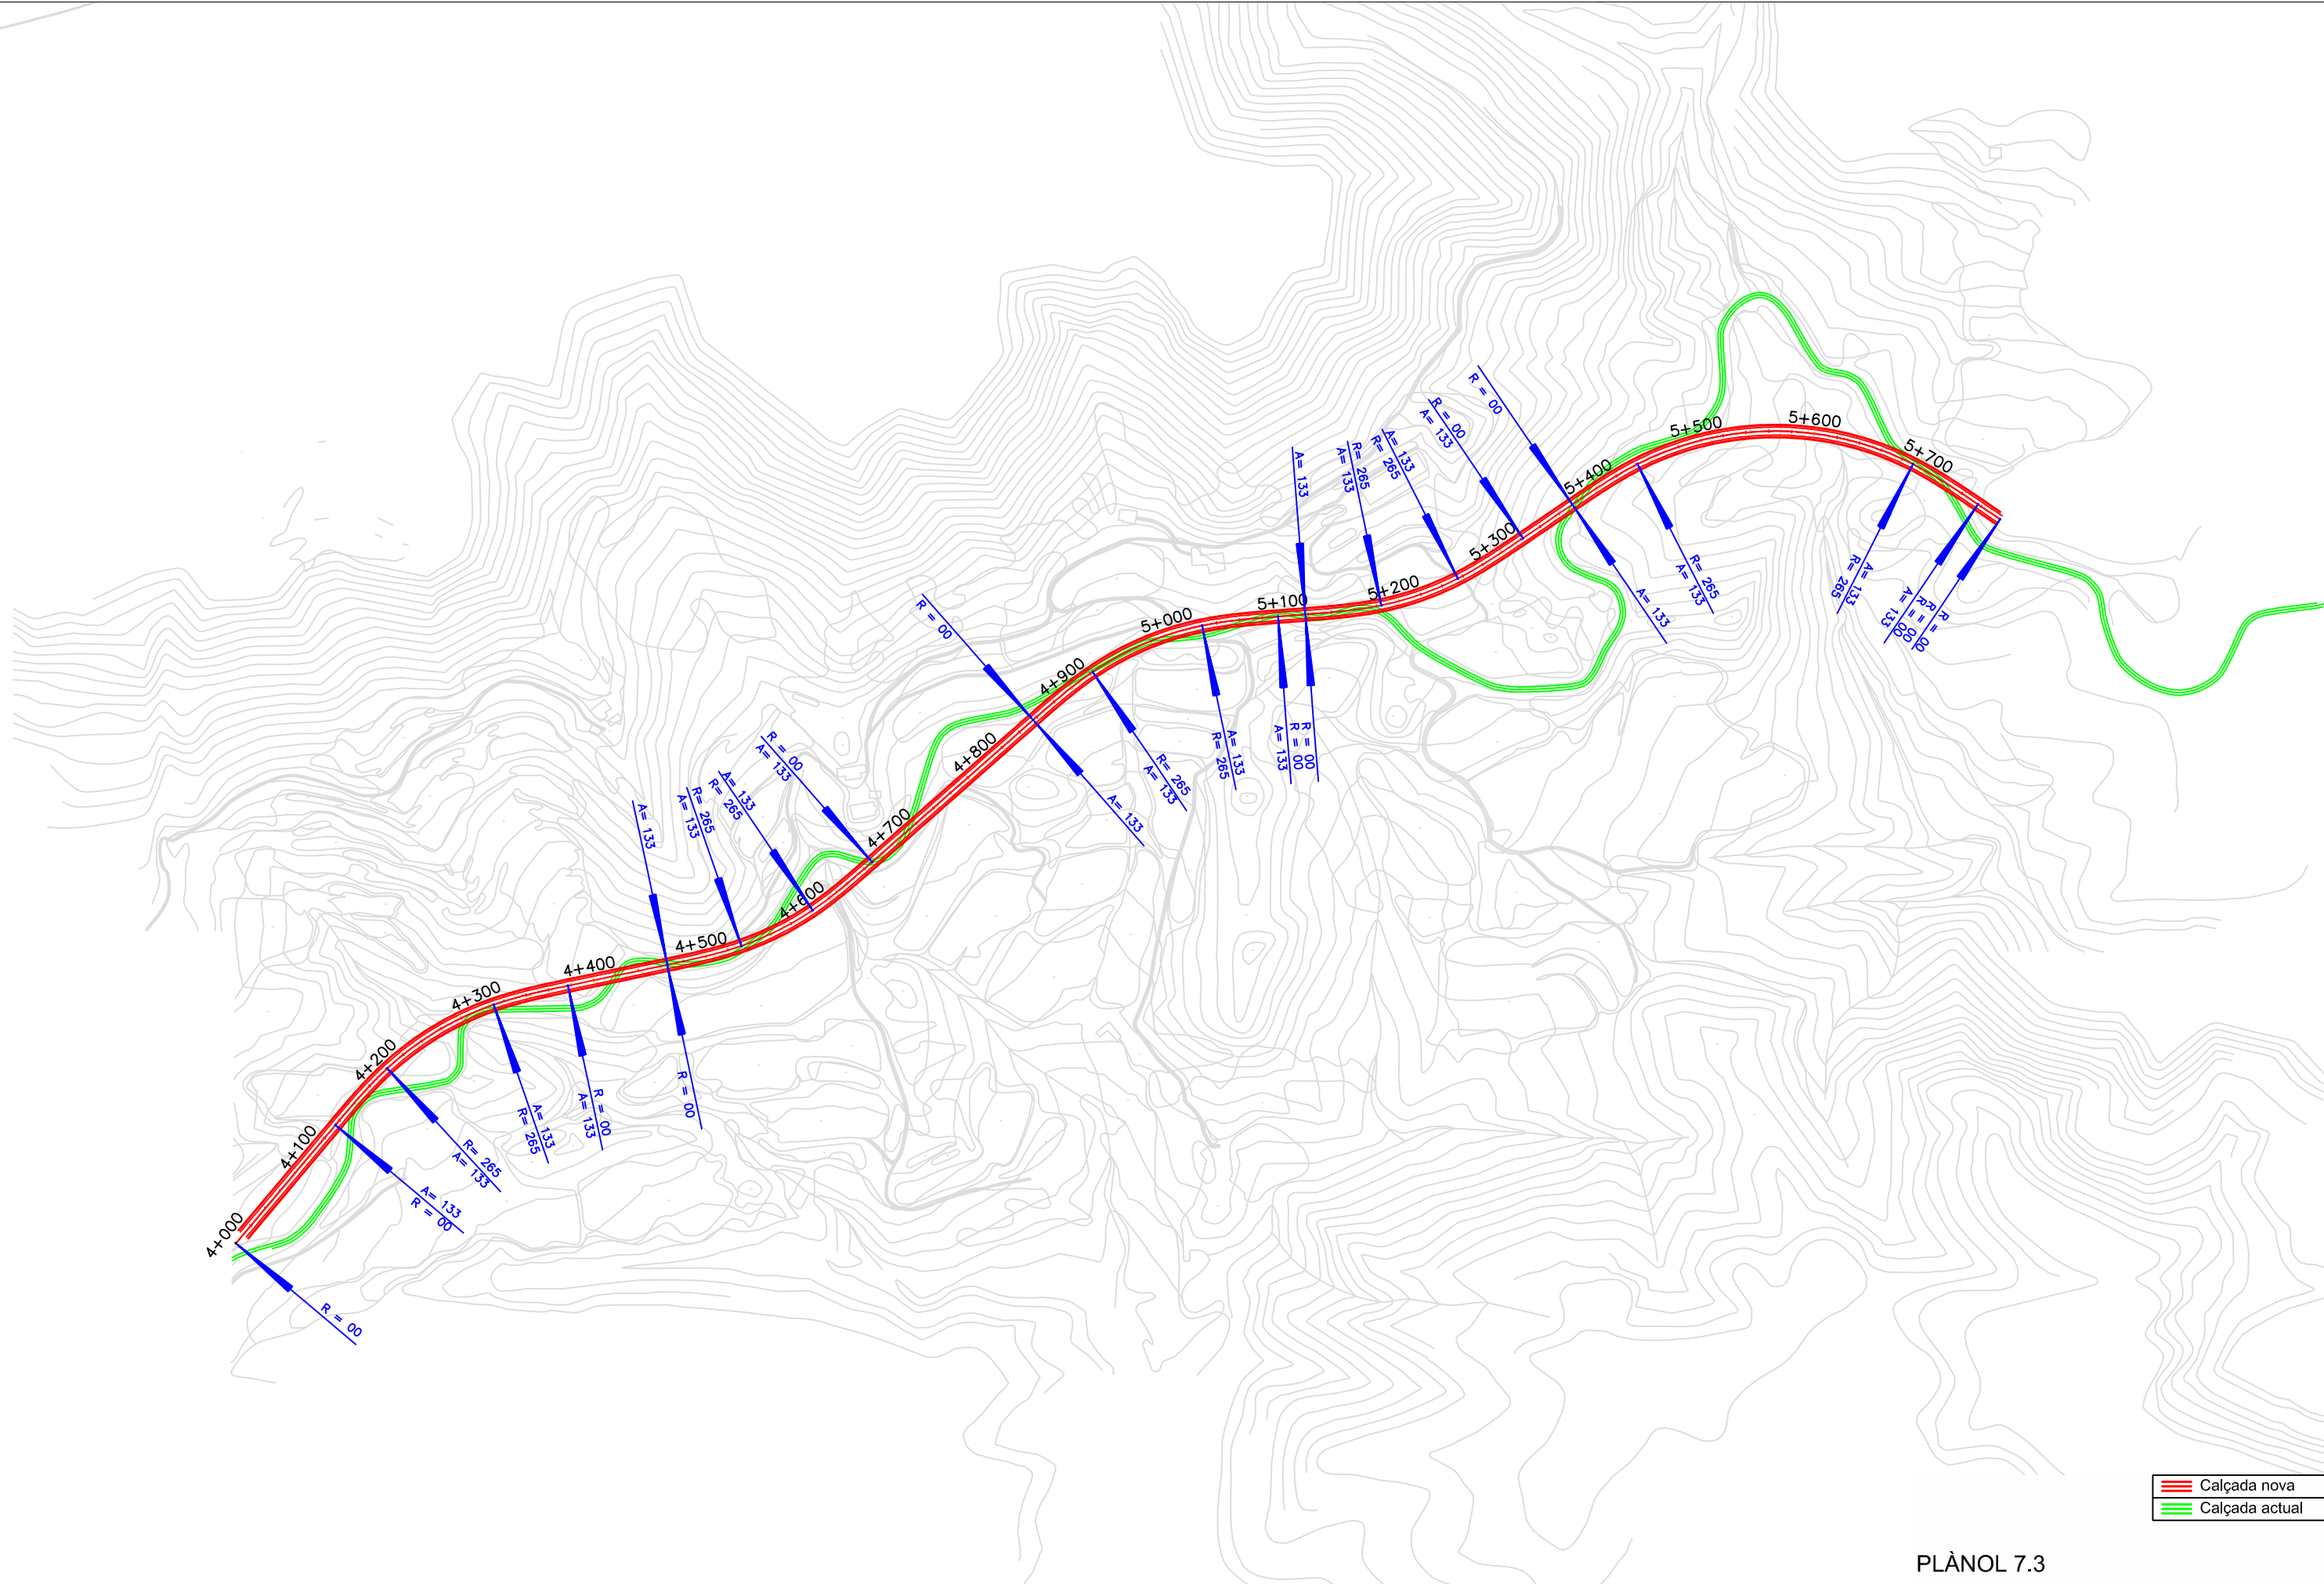 4+000
R = 00
4+100
A= 133
R = 00
4+200
R= 265
A= 133
4+300
A= 133
R= 265
4+400
R = 00
A= 133
A= 133
R = 00
4+500
R= 265
A= 133
A= 133
R= 265
4+600
R = 00
A= 133
4+700
4+800
R = 00
A= 133
4+900
R= 265
A= 133
5+000
A= 133
R= 265
5+100
R = 00
A= 133
A= 133
R = 00
5+200
R= 265
A= 133
A= 133
R= 265
5+300
R = 00
A= 133
R = 00
A= 133
5+400
R= 265
A= 133
5+500
5+600
5+700
A= 133
R= 265
R = 00
A= 133
R = 00
R = 00
Calçada nova
Calçada actual
PLÀNOL 7.3